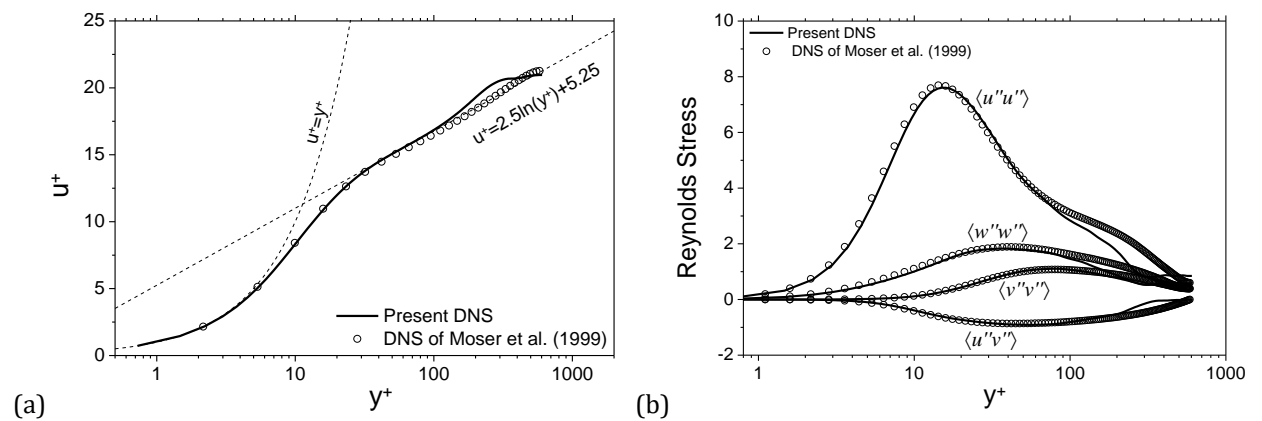 25
20
15
10
5
0
u⁺
1
10
100
1000
y⁺
u⁺=y⁺
u⁺=2.5ln(y⁺)+5.25
Present DNS
DNS of Moser et al. (1999)
(a)
10
8
6
4
2
0
-2
Reynolds Stress
1
10
100
1000
y⁺
Present DNS
DNS of Moser et al. (1999)
⟨u''u''⟩
⟨w''w''⟩
⟨v''v''⟩
⟨u''v''⟩
(b)